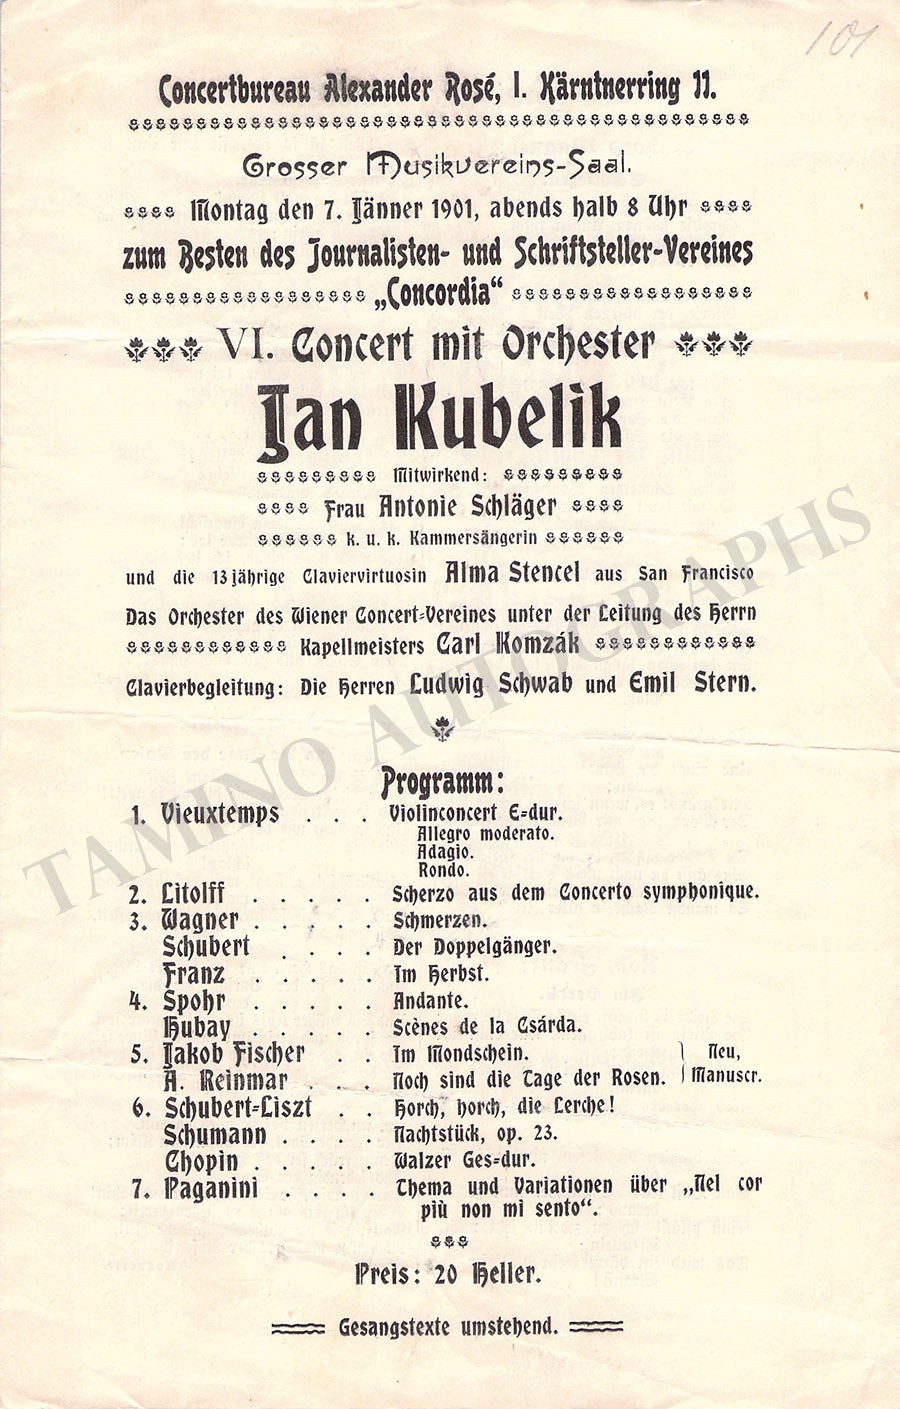 101
Concertbureau Alexander Rosé, I. Kärntnerring 11.
Grosser Musikvereins-Saal.
Montag den 7. Jänner 1901, abends halb 8 Uhr
zum Besten des Journalisten- und Schriftsteller-Vereines
„Concordia“
VI. Concert mit Orchester
Jan Kubelik
Mitwirkend:
Frau Antonie Schläger
k. u. k. Kammersängerin
und die 13jährige Claviervirtuosin Alma Stencel aus San Francisco
Das Orchester des Wiener Concert-Vereines unter der Leitung des Herrn
Kapellmeisters Carl Komzák
Clavierbegleitung: Die Herren Ludwig Schwab und Emil Stern.
TAMINO AUTOGRAPHS
Programm:
1. Vieuxtemps . . . Violinconcert E-dur.
Allegro moderato.
Adagio.
Rondo.
2. Litolff . . . . . Scherzo aus dem Concerto symphonique.
3. Wagner . . . . . Schmerzen.
Schubert . . . . Der Doppelgänger.
Franz . . . . . Im Herbst.
4. Spohr . . . . . Andante.
Hubay . . . . . Scènes de la Csárda.
5. Jakob Fischer . . Im Mondschein. } Neu,
A. Reinmar . . . Noch sind die Tage der Rosen. } Manuscr.
6. Schubert-Liszt . . Horch, horch, die Lerche!
Schumann . . . . Nachtstück, op. 23.
Chopin . . . . . Walzer Ges-dur.
7. Paganini . . . . Thema und Variationen über „Nel cor
più non mi sento“.
Preis: 20 Heller.
Gesangstexte umstehend.